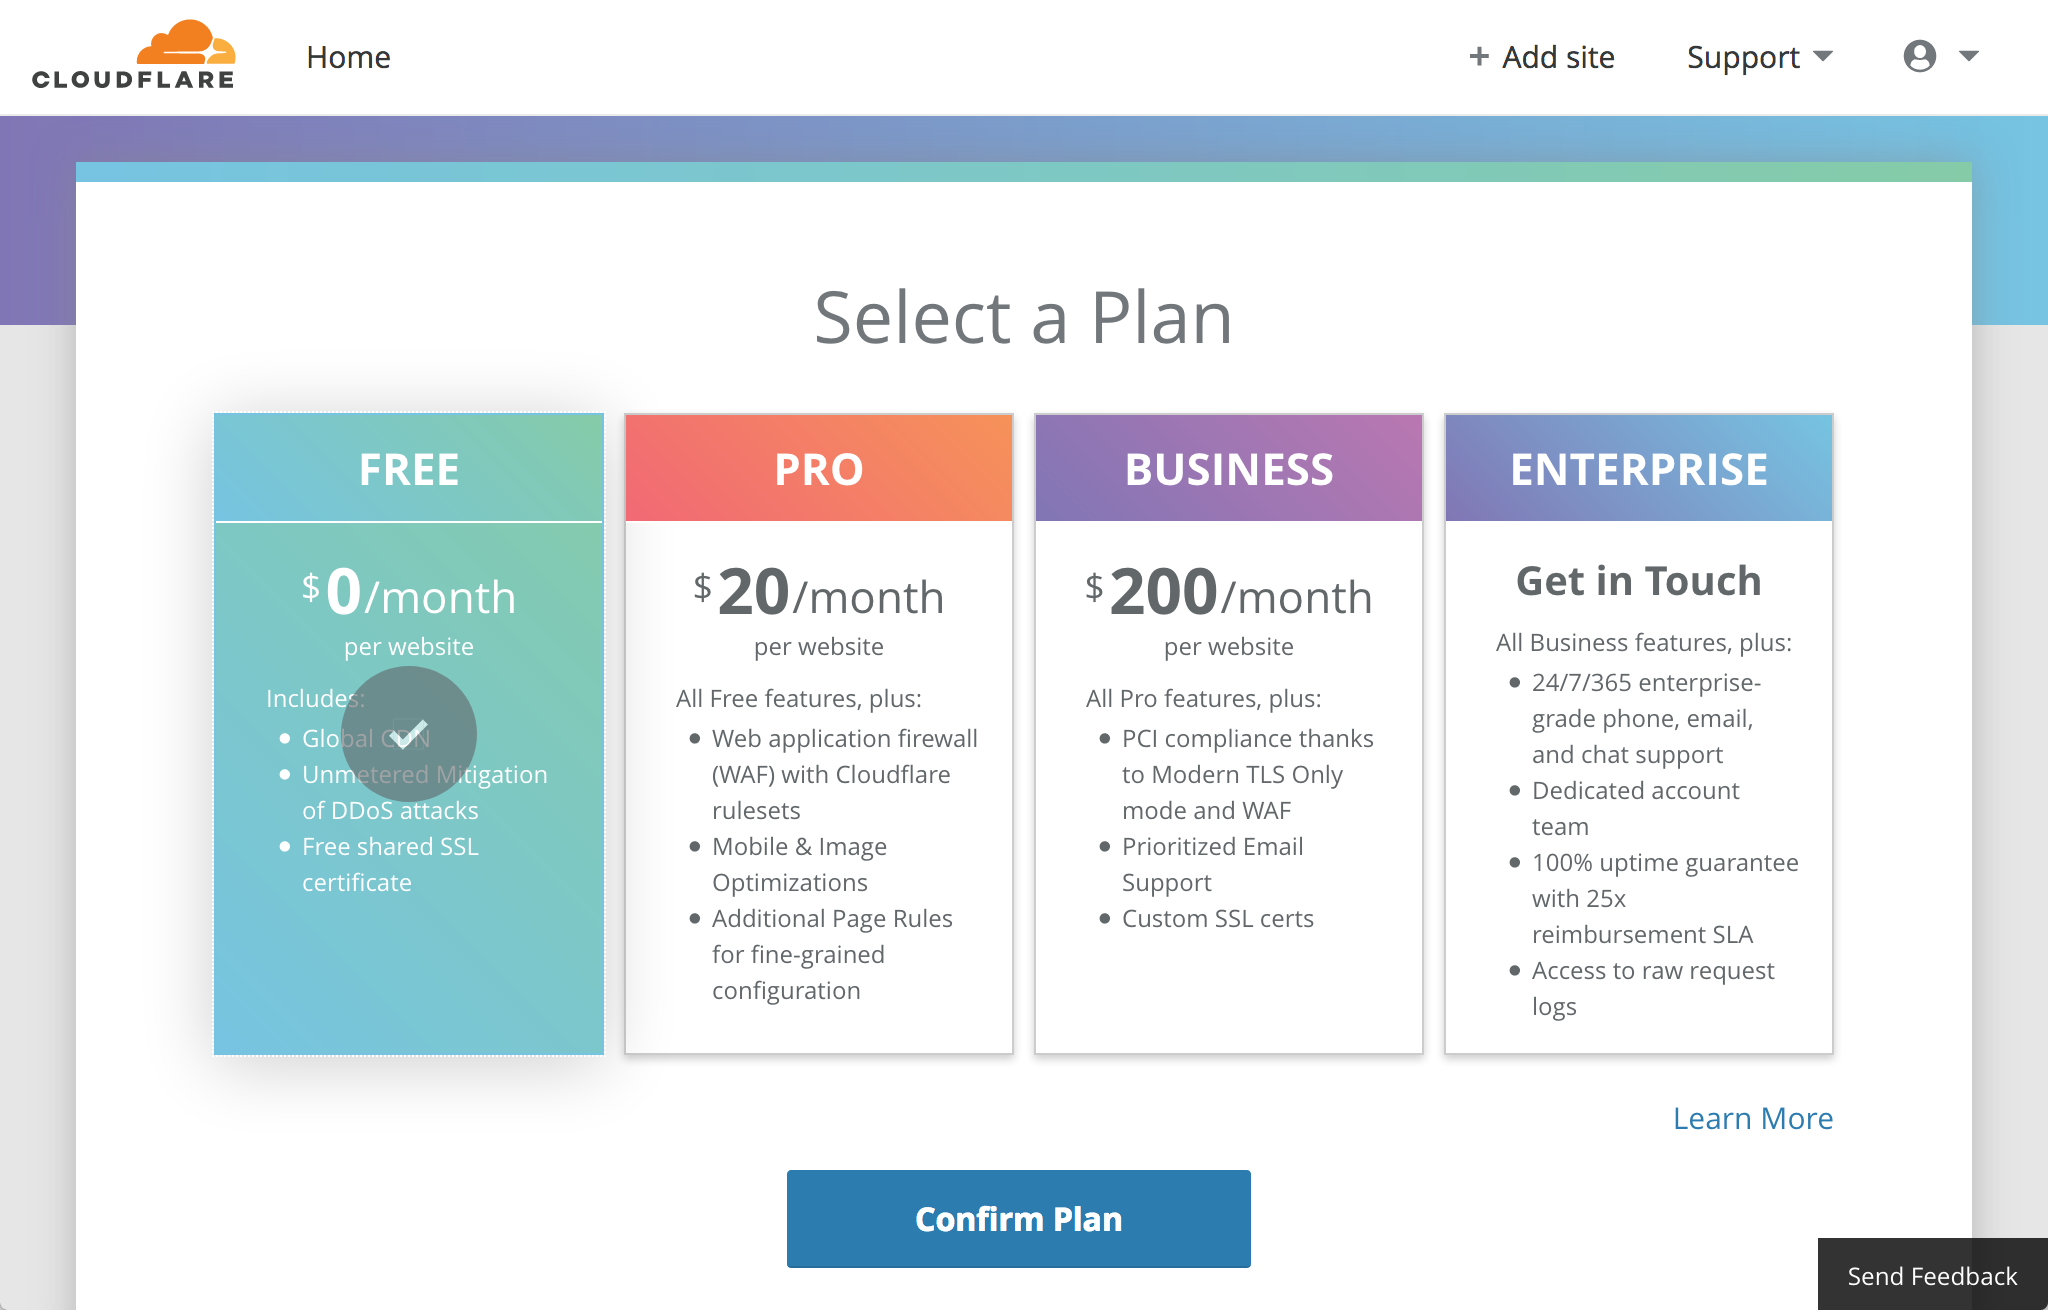 CLOUDFLARE
Home
+ Add site
Support
Select a Plan
FREE
$0/month
per website
Includes:
• Global CDN
• Unmetered Mitigation
of DDoS attacks
• Free shared SSL
certificate
PRO
$20/month
per website
All Free features, plus:
• Web application firewall
(WAF) with Cloudflare
rulesets
• Mobile & Image
Optimizations
• Additional Page Rules
for fine-grained
configuration
BUSINESS
$200/month
per website
All Pro features, plus:
• PCI compliance thanks
to Modern TLS Only
mode and WAF
• Prioritized Email
Support
• Custom SSL certs
ENTERPRISE
Get in Touch
All Business features, plus:
• 24/7/365 enterprise-
grade phone, email,
and chat support
• Dedicated account
team
• 100% uptime guarantee
with 25x
reimbursement SLA
• Access to raw request
logs
Learn More
Confirm Plan
Send Feedback